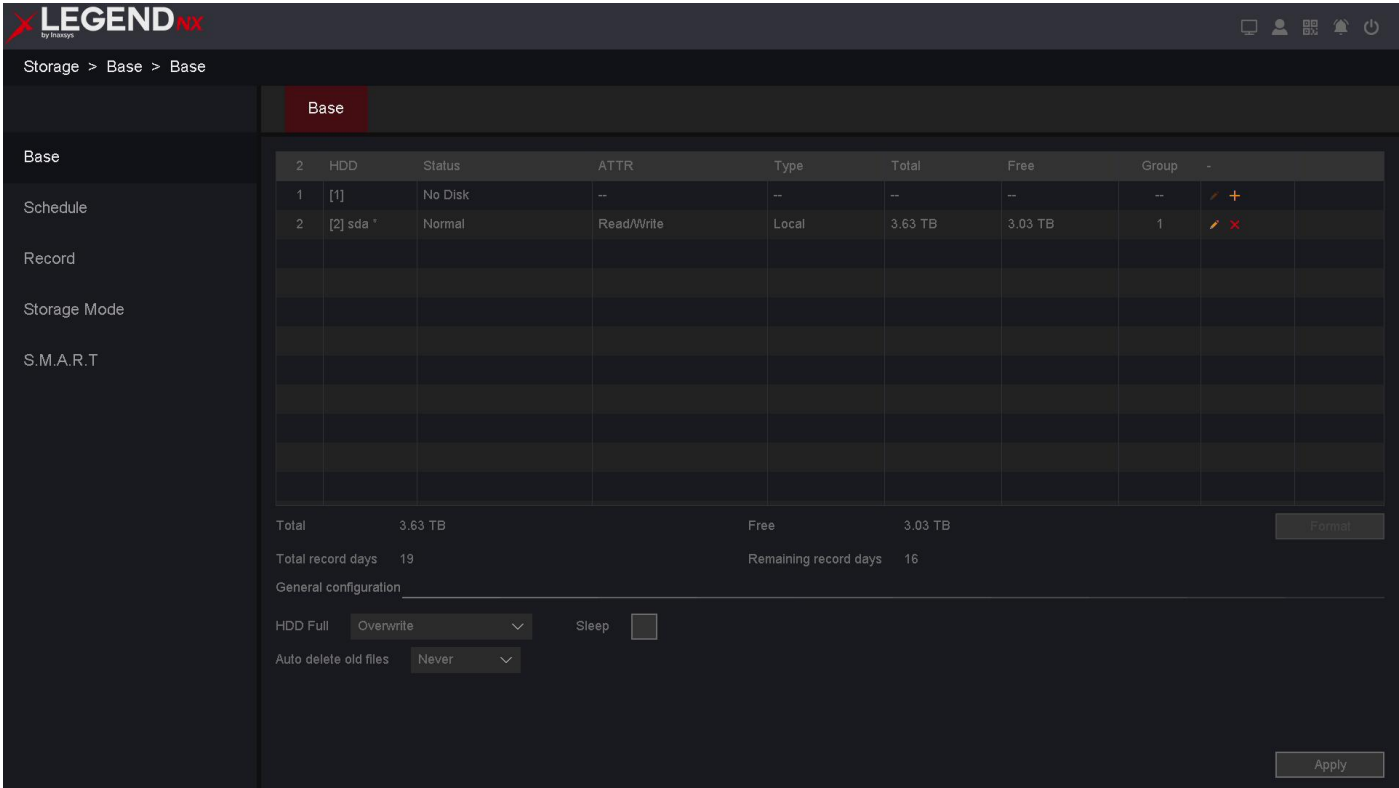 LEGEND NX
by Inaxsys
Storage > Base > Base
Base
Base
Schedule
Record
Storage Mode
S.M.A.R.T
2 HDD Status ATTR Type Total Free Group -
1 [1] No Disk -- -- -- -- --
2 [2] sda * Normal Read/Write Local 3.63 TB 3.03 TB 1
Total 3.63 TB Free 3.03 TB Format
Total record days 19 Remaining record days 16
General configuration
HDD Full Overwrite Sleep
Auto delete old files Never
Apply